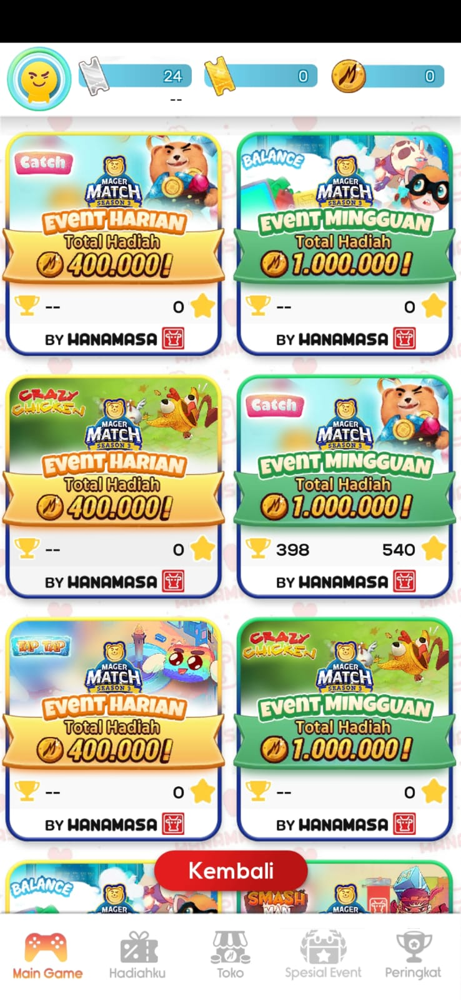 24
0
0
--
Catch
MAGER
MATCH
SEASON 3
EVENT HARIAN
Total Hadiah
400.000!
--
0
BY HANAMASA
BALANCE
MAGER
MATCH
SEASON 3
EVENT MINGGUAN
Total Hadiah
1.000.000!
--
0
BY HANAMASA
CRAZY
CHICKEN
MAGER
MATCH
SEASON 3
EVENT HARIAN
Total Hadiah
400.000!
--
0
BY HANAMASA
Catch
MAGER
MATCH
SEASON 3
EVENT MINGGUAN
Total Hadiah
1.000.000!
398
540
BY HANAMASA
TAP TAP
MAGER
MATCH
SEASON 3
EVENT HARIAN
Total Hadiah
400.000!
--
0
BY HANAMASA
CRAZY
CHICKEN
MAGER
MATCH
SEASON 3
EVENT MINGGUAN
Total Hadiah
1.000.000!
--
0
BY HANAMASA
BALANCE
MAGER
SMASH
MAN
MAGER
Kembali
Main Game
Hadiahku
Toko
Spesial Event
Peringkat